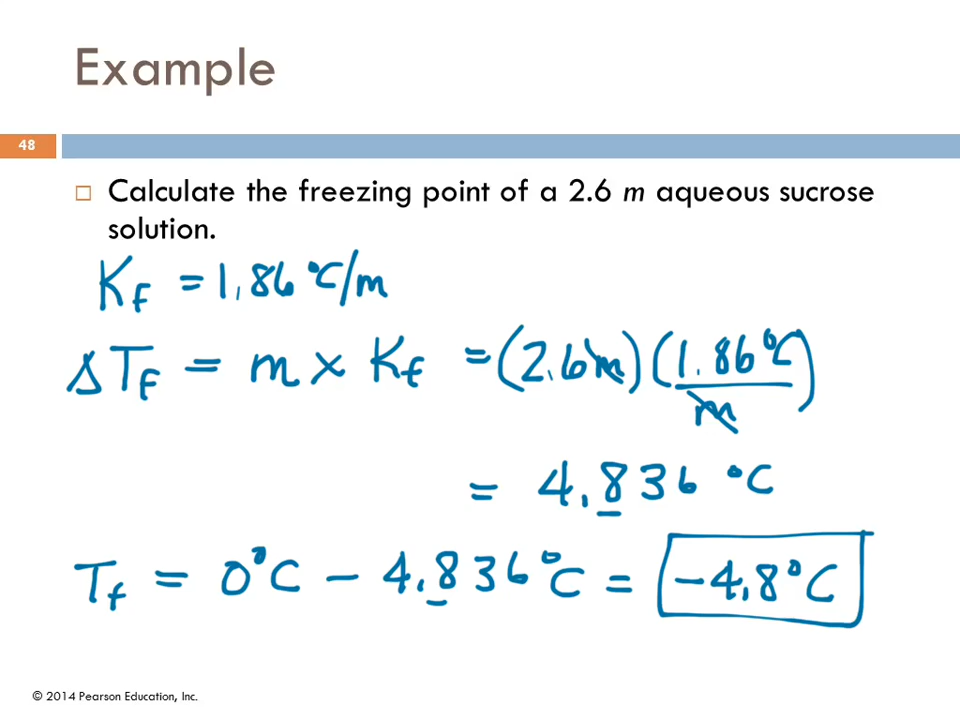 Example
48
Calculate the freezing point of a 2.6 m aqueous sucrose
solution.
KF = 1.86 °C/m
ΔTF = m × Kf = (2.6 m) (1.86 °C / m)
= 4.836 °C
Tf = 0°C − 4.836 °C = −4.8°C
© 2014 Pearson Education, Inc.